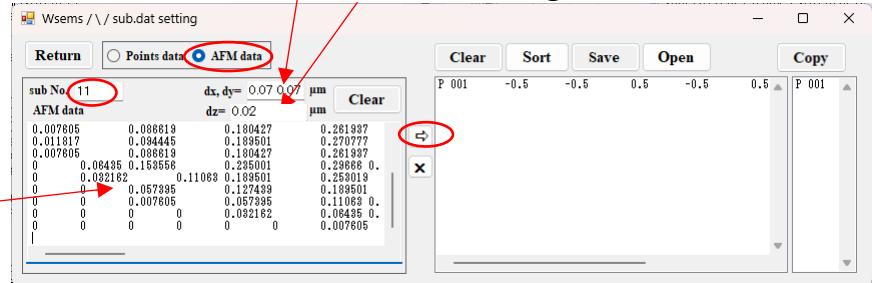 Wsems / \ / sub.dat setting
Return Points data AFM data Clear Sort Save Open Copy
sub No. 11 dx, dy= 0.07 0.07 μm Clear
AFM data dz= 0.02 μm
P 001 -0.5 -0.5 0.5 -0.5 0.5 P 001
0.007605 0.086619 0.180427 0.261937
0.011817 0.094445 0.189501 0.270777
0.007605 0.086619 0.180427 0.261937
0 0.06435 0.153556 0.235001 0.29666 0.
0 0.032162 0.11063 0.189501 0.253019
0 0 0.057395 0.127439 0.189501
0 0 0.007605 0.057395 0.11063 0.
0 0 0 0 0.032162 0.06435 0.
0 0 0 0 0 0.007605